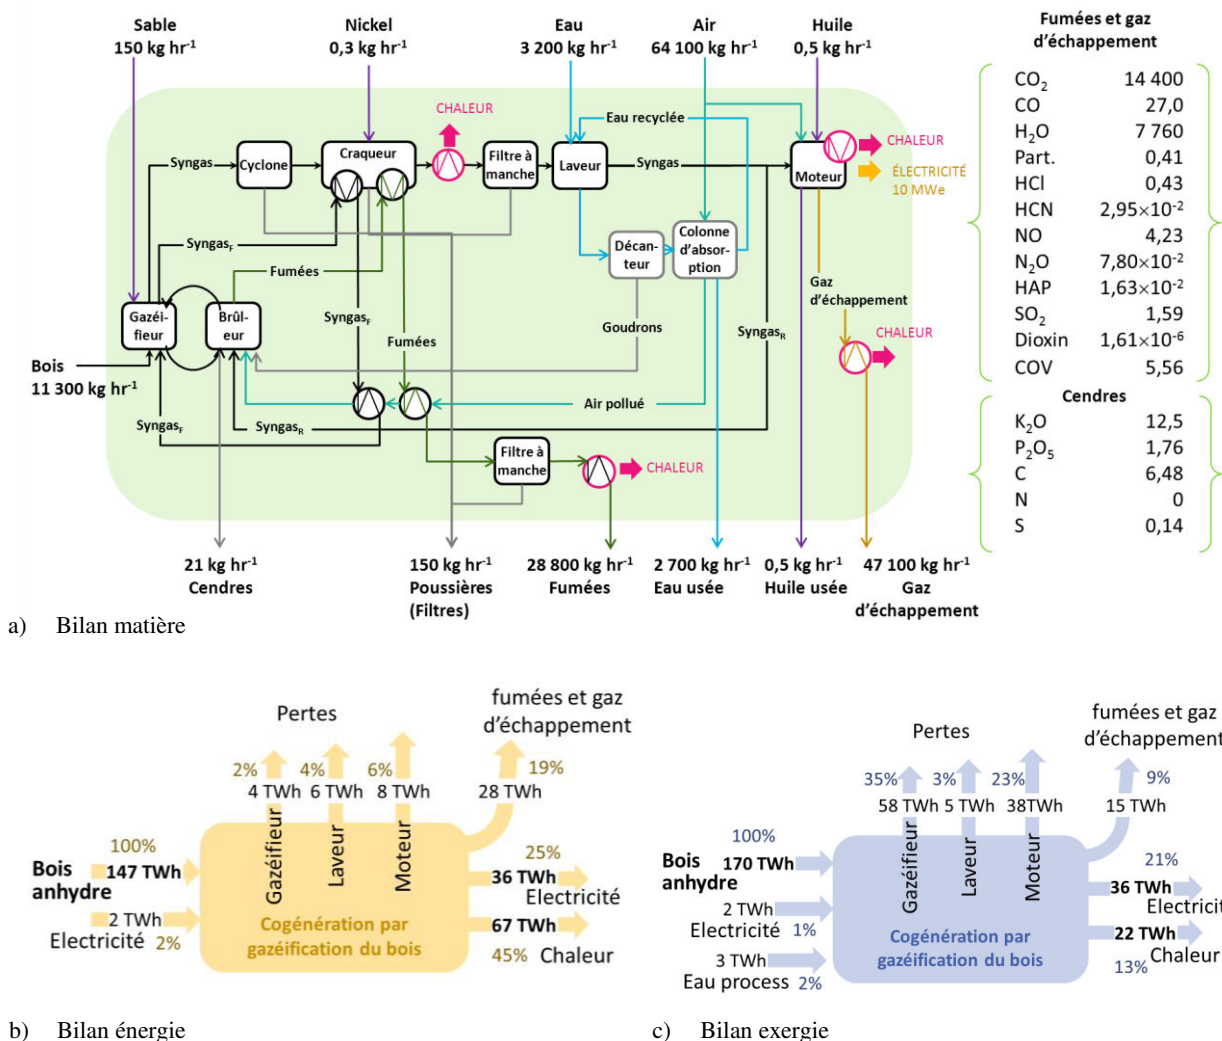 Sable
150 kg hr-1
Nickel
0,3 kg hr-1
Eau
3 200 kg hr-1
Air
64 100 kg hr-1
Huile
0,5 kg hr-1
CHALEUR
Eau recyclée
Syngas
Cyclone
Craqueur
Filtre à
manche
Laveur
Syngas
Moteur
CHALEUR
ÉLECTRICITÉ
10 MWe
SyngasF
Fumées
Décan-
teur
Colonne
d'absor-
ption
Gaz
d'échappement
Gazéi-
fieur
Brûl-
eur
SyngasF
Fumées
Goudrons
SyngasR
CHALEUR
Bois
11 300 kg hr-1
Air pollué
SyngasF
SyngasR
Filtre à
manche
CHALEUR
21 kg hr-1
Cendres
150 kg hr-1
Poussières
(Filtres)
28 800 kg hr-1
Fumées
2 700 kg hr-1
Eau usée
0,5 kg hr-1
Huile usée
47 100 kg hr-1
Gaz
d'échappement
Fumées et gaz
d'échappement
CO2 14 400
CO 27,0
H2O 7 760
Part. 0,41
HCl 0,43
HCN 2,95×10-2
NO 4,23
N2O 7,80×10-2
HAP 1,63×10-2
SO2 1,59
Dioxin 1,61×10-6
COV 5,56
Cendres
K2O 12,5
P2O5 1,76
C 6,48
N 0
S 0,14
a) Bilan matière
Pertes
fumées et gaz
d'échappement
2% 4% 6% 19%
4 TWh 6 TWh 8 TWh 28 TWh
Gazéifieur
Laveur
Moteur
100%
Bois
anhydre
147 TWh
2 TWh
Electricité 2%
25%
36 TWh
Electricité
67 TWh
45% Chaleur
Cogénération par
gazéification du bois
b) Bilan énergie
Pertes
fumées et gaz
d'échappement
35% 3% 23% 9%
58 TWh 5 TWh 38TWh 15 TWh
Gazéifieur
Laveur
Moteur
100%
Bois
anhydre
170 TWh
2 TWh
Electricité 1%
3 TWh
Eau process 2%
21%
36 TWh
Electricit
22 TWh
Chaleur
13%
Cogénération par
gazéification du bois
c) Bilan exergie